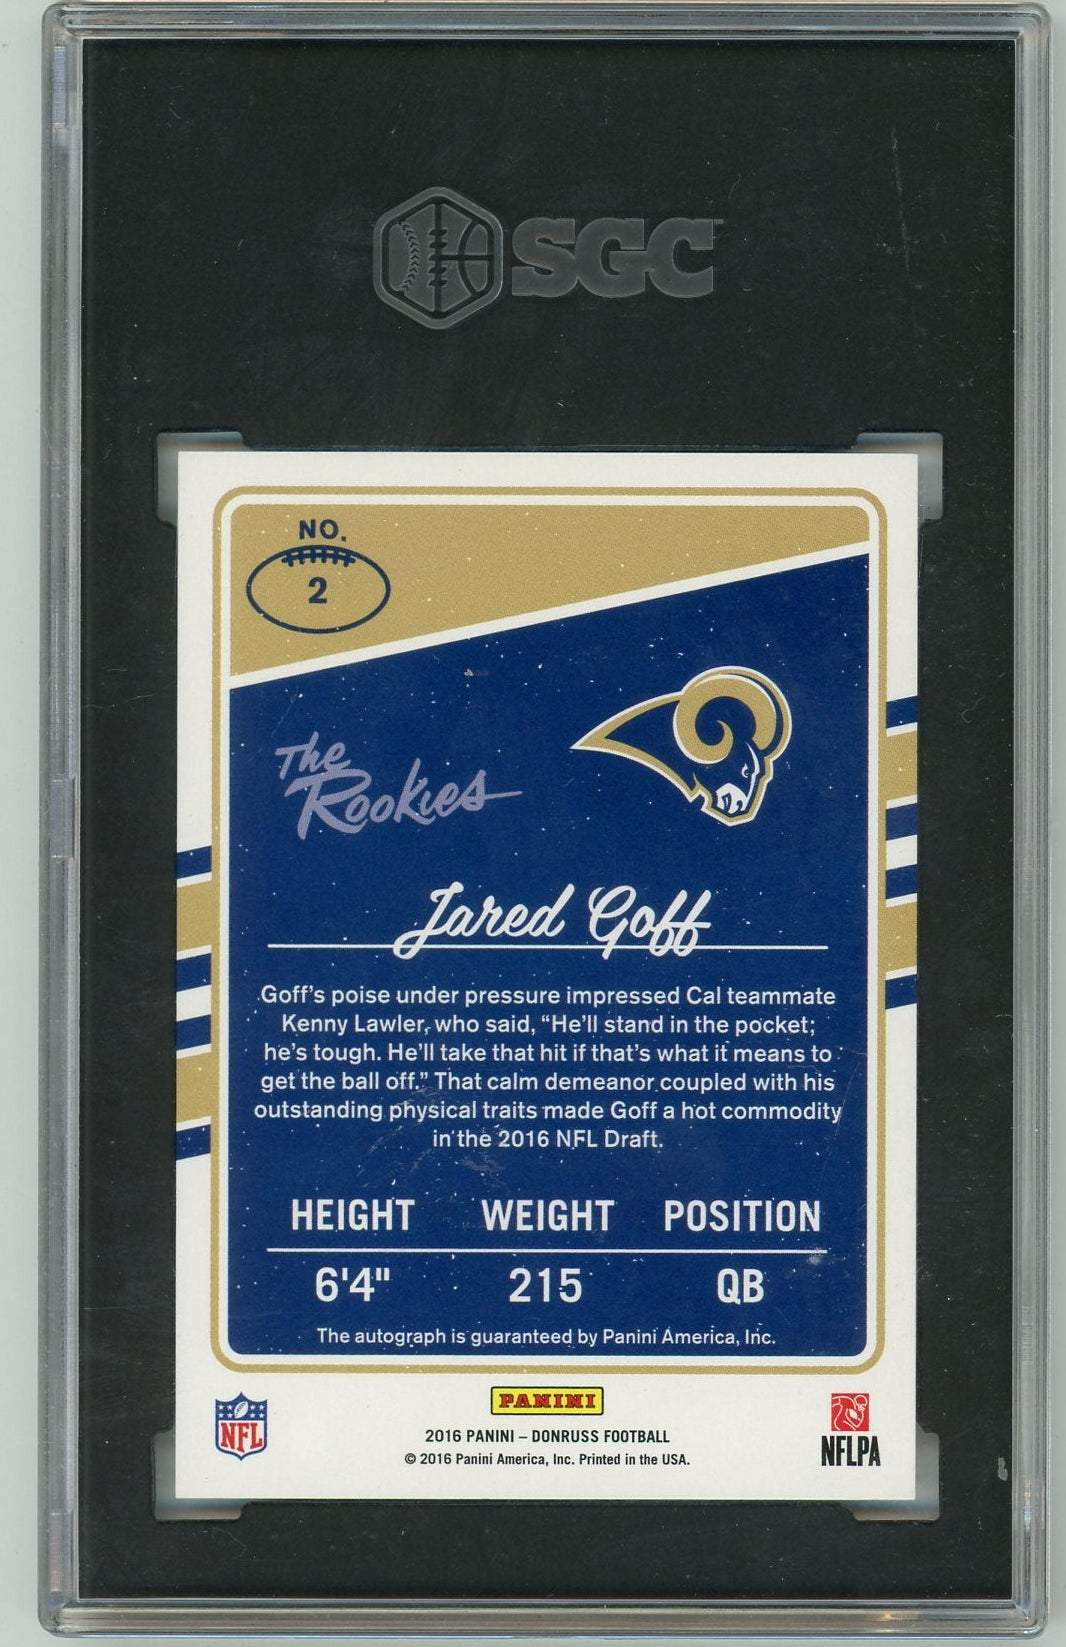 SGC
NO.
2
The
Rookies
Jared Goff
Goff's poise under pressure impressed Cal teammate
Kenny Lawler, who said, “He'll stand in the pocket;
he's tough. He'll take that hit if that's what it means to
get the ball off.” That calm demeanor coupled with his
outstanding physical traits made Goff a hot commodity
in the 2016 NFL Draft.
HEIGHT WEIGHT POSITION
6'4" 215 QB
The autograph is guaranteed by Panini America, Inc.
NFL
PANINI
NFLPA
2016 PANINI – DONRUSS FOOTBALL
© 2016 Panini America, Inc. Printed in the USA.